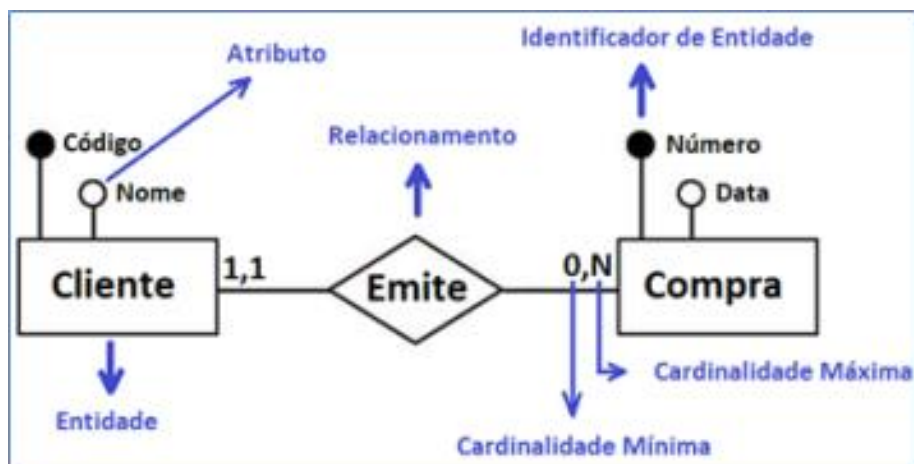 Atributo
Identificador de Entidade
Código
Relacionamento
Número
Nome
Data
Cliente
1,1
Emite
0,N
Compra
Cardinalidade Máxima
Entidade
Cardinalidade Mínima